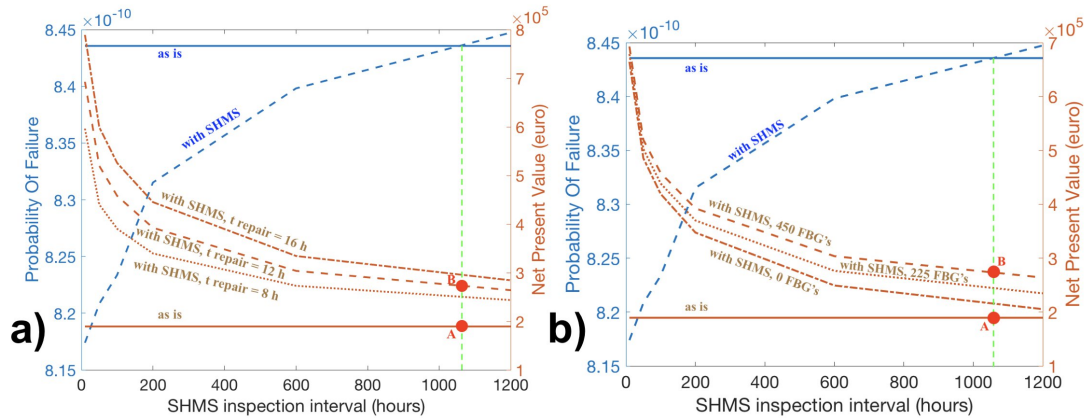 a)
×10⁻¹⁰
×10⁵
8.45
8.4
8.35
8.3
8.25
8.2
8.15
Probability Of Failure
8
7
6
5
4
3
2
1
Net Present Value (euro)
as is
with SHMS
with SHMS, t repair = 16 h
with SHMS, t repair = 12 h
with SHMS, t repair = 8 h
as is
B
A
0
200
400
600
800
1000
1200
SHMS inspection interval (hours)
b)
×10⁻¹⁰
×10⁵
8.45
8.4
8.35
8.3
8.25
8.2
8.15
Probability Of Failure
7
6
5
4
3
2
1
Net Present Value (euro)
as is
with SHMS
with SHMS, 450 FBG's
with SHMS, 225 FBG's
with SHMS, 0 FBG's
as is
B
A
0
200
400
600
800
1000
1200
SHMS inspection interval (hours)